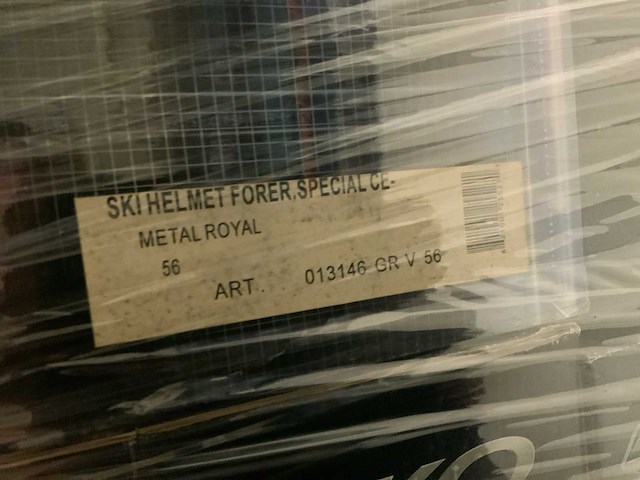 SKI HELMET FORER.SPECIAL CE-
METAL ROYAL
56
ART. 013146 GR V 56